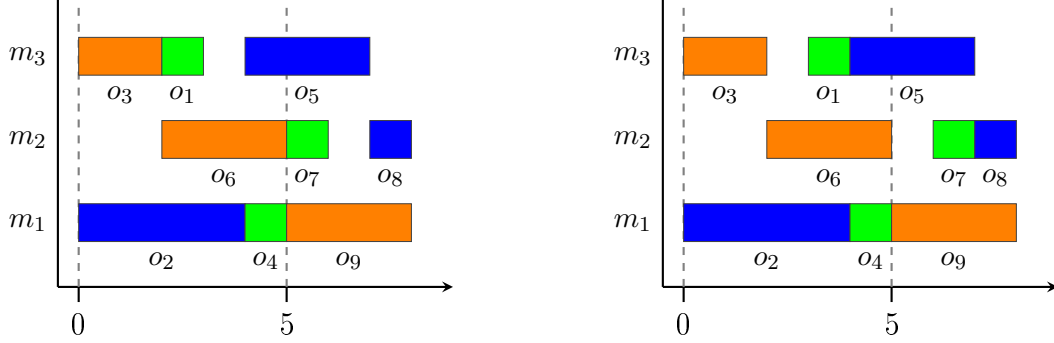 m₃
o₃ o₁ o₅
m₂
o₆ o₇ o₈
m₁
o₂ o₄ o₉
0 5
m₃
o₃ o₁ o₅
m₂
o₆ o₇ o₈
m₁
o₂ o₄ o₉
0 5